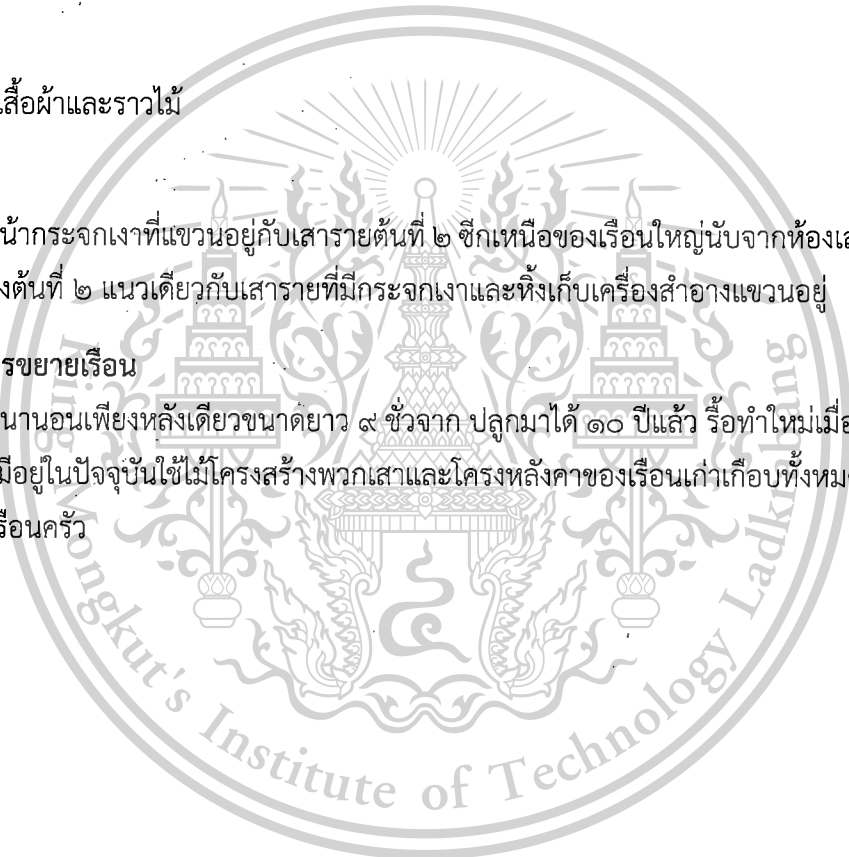 เสื้อผ้าและราวไม้
น้ากระจกเงาที่แขวนอยู่กับเสารายต้นที่ ๒ ซีกเหนือของเรือนใหญ่นับจากห้องเส
งต้นที่ ๒ แนวเดียวกับเสารายที่มีกระจกเงาและหิ้งเก็บเครื่องสำอางแขวนอยู่
รขยายเรือน
นานอนเพียงหลังเดียวขนาดยาว ๙ ชั่วจาก ปลูกมาได้ ๑๐ ปีแล้ว รื้อทำใหม่เมื่อ
มีอยู่ในปัจจุบันใช้ไม้โครงสร้างพวกเสาและโครงหลังคาของเรือนเก่าเกือบทั้งหม
รือนครัว
King Mongkut's Institute of Technology Ladkrabang